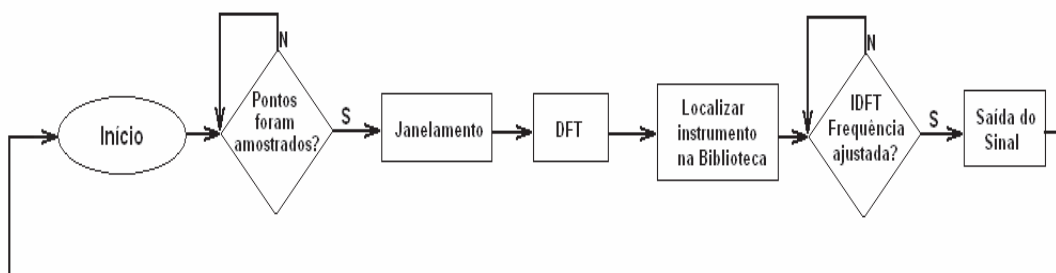 Início
N
Pontos
foram
amostrados?
S
Janelamento
DFT
Localizar
instrumento
na Biblioteca
N
IDFT
Frequência
ajustada?
S
Saída do
Sinal